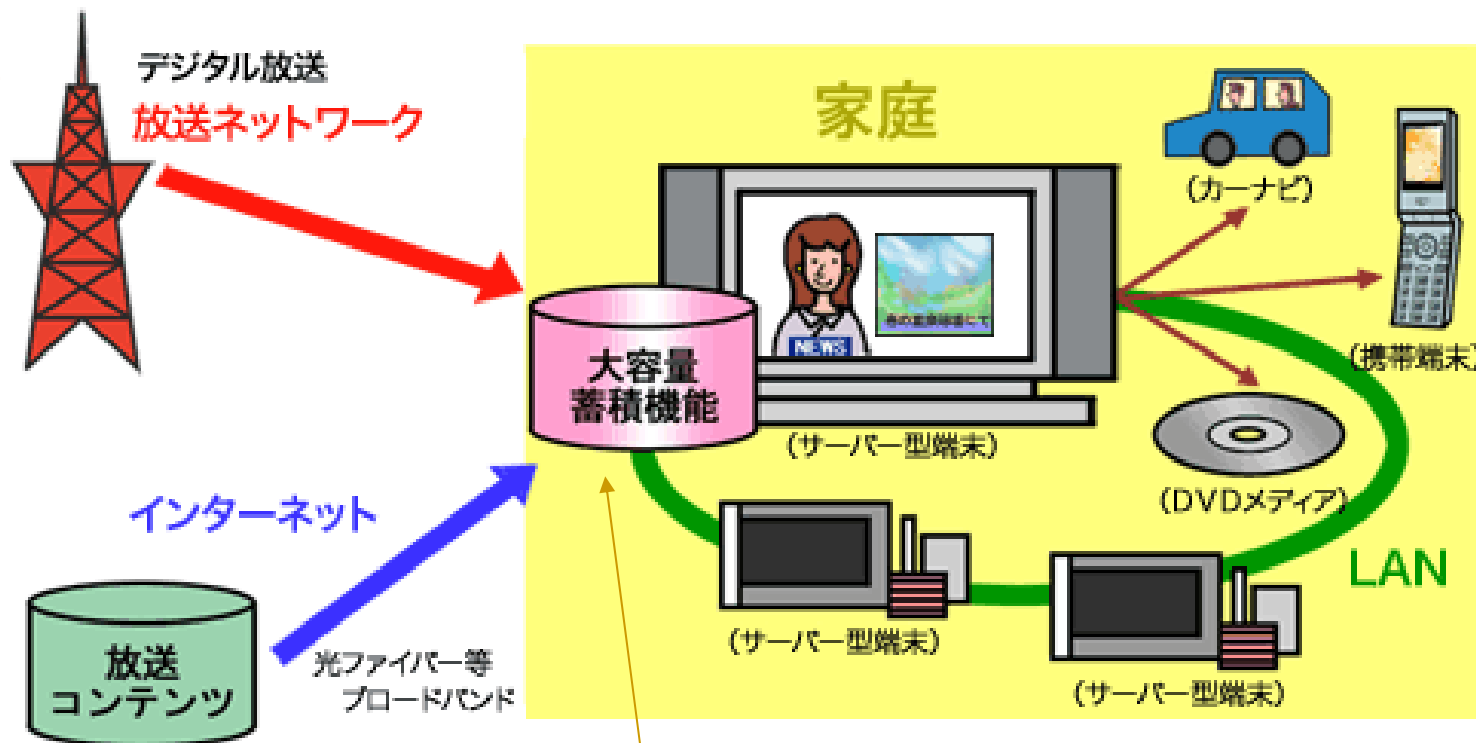 デジタル放送
放送ネットワーク
家庭
(カーナビ)
(携帯端末)
NEWS
大容量
蓄積機能
(サーバー型端末)
(DVDメディア)
インターネット
LAN
放送
コンテンツ
光ファイバー等
ブロードバンド
(サーバー型端末)
(サーバー型端末)